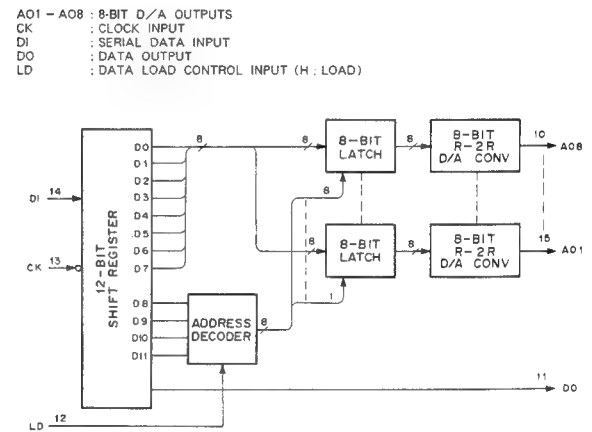 AO1-AO8 : 8-BIT D/A OUTPUTS
CK : CLOCK INPUT
DI : SERIAL DATA INPUT
DO : DATA OUTPUT
LD : DATA LOAD CONTROL INPUT (H : LOAD)
DI 14
CK 13
LD 12
12-BIT
SHIFT REGISTER
D0
D1
D2
D3
D4
D5
D6
D7
D8
D9
D10
D11
ADDRESS
DECODER
8
8
8
8
8
1
8-BIT
LATCH
8
8-BIT
R-2R
D/A CONV
10
AO8
8-BIT
LATCH
8
8-BIT
R-2R
D/A CONV
15
AO1
11
DO